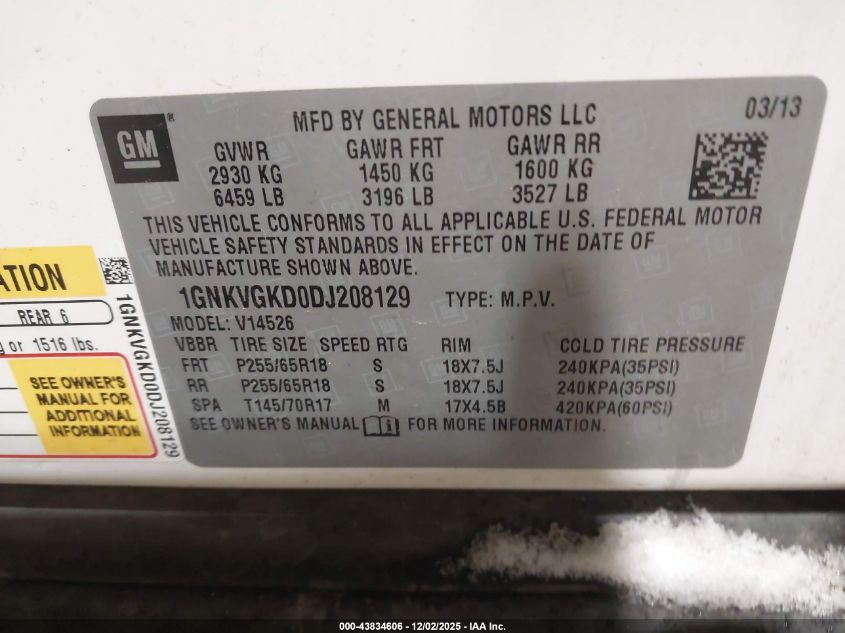 MFD BY GENERAL MOTORS LLC 03/13
GM®
GVWR GAWR FRT GAWR RR
2930 KG 1450 KG 1600 KG
6459 LB 3196 LB 3527 LB
THIS VEHICLE CONFORMS TO ALL APPLICABLE U.S. FEDERAL MOTOR
VEHICLE SAFETY STANDARDS IN EFFECT ON THE DATE OF
MANUFACTURE SHOWN ABOVE.
1GNKVGKD0DJ208129 TYPE: M.P.V.
MODEL: V14526
VBBR TIRE SIZE SPEED RTG RIM COLD TIRE PRESSURE
FRT P255/65R18 S 18X7.5J 240KPA(35PSI)
RR P255/65R18 S 18X7.5J 240KPA(35PSI)
SPA T145/70R17 M 17X4.5B 420KPA(60PSI)
SEE OWNER'S MANUAL FOR MORE INFORMATION.
ATION
REAR 6
or 1516 lbs.
SEE OWNER'S
MANUAL FOR
ADDITIONAL
INFORMATION
1GNKVGKD0DJ208129
000-43834606 - 12/02/2025 - IAA Inc.